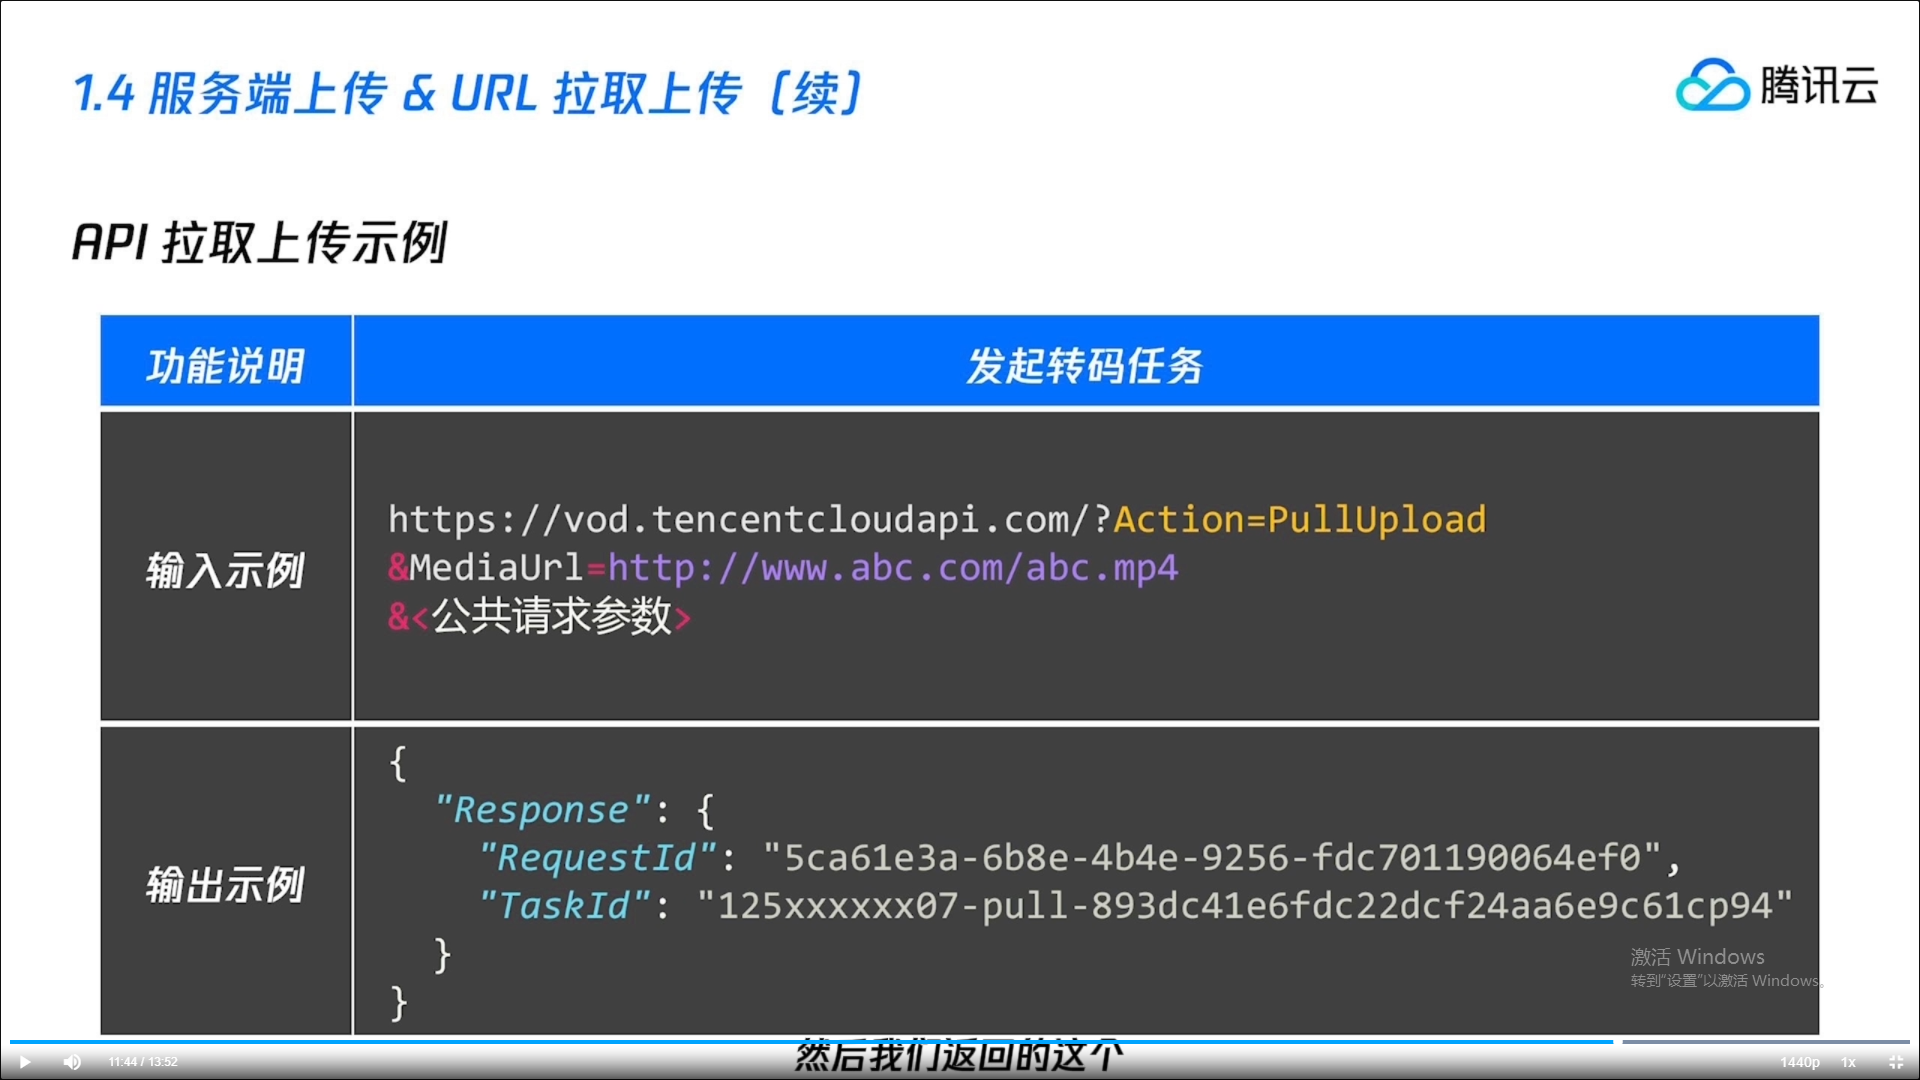 1.4 服务端上传 & URL 拉取上传（续）
腾讯云
API 拉取上传示例
功能说明
发起转码任务
输入示例
https://vod.tencentcloudapi.com/?Action=PullUpload
&MediaUrl=http://www.abc.com/abc.mp4
&<公共请求参数>
输出示例
{
"Response": {
"RequestId": "5ca61e3a-6b8e-4b4e-9256-fdc701190064ef0",
"TaskId": "125xxxxxx07-pull-893dc41e6fdc22dcf24aa6e9c61cp94"
}
}
激活 Windows
转到"设置"以激活 Windows。
然后我们返回的这个
11:44 / 13:52
1440p
1x